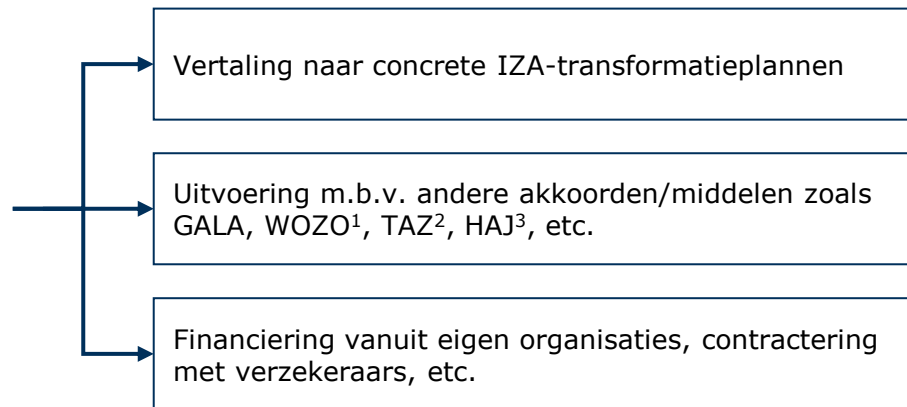 Vertaling naar concrete IZA-transformatieplannen
Uitvoering m.b.v. andere akkoorden/middelen zoals
GALA, WOZO¹, TAZ², HAJ³, etc.
Financiering vanuit eigen organisaties, contractering
met verzekeraars, etc.